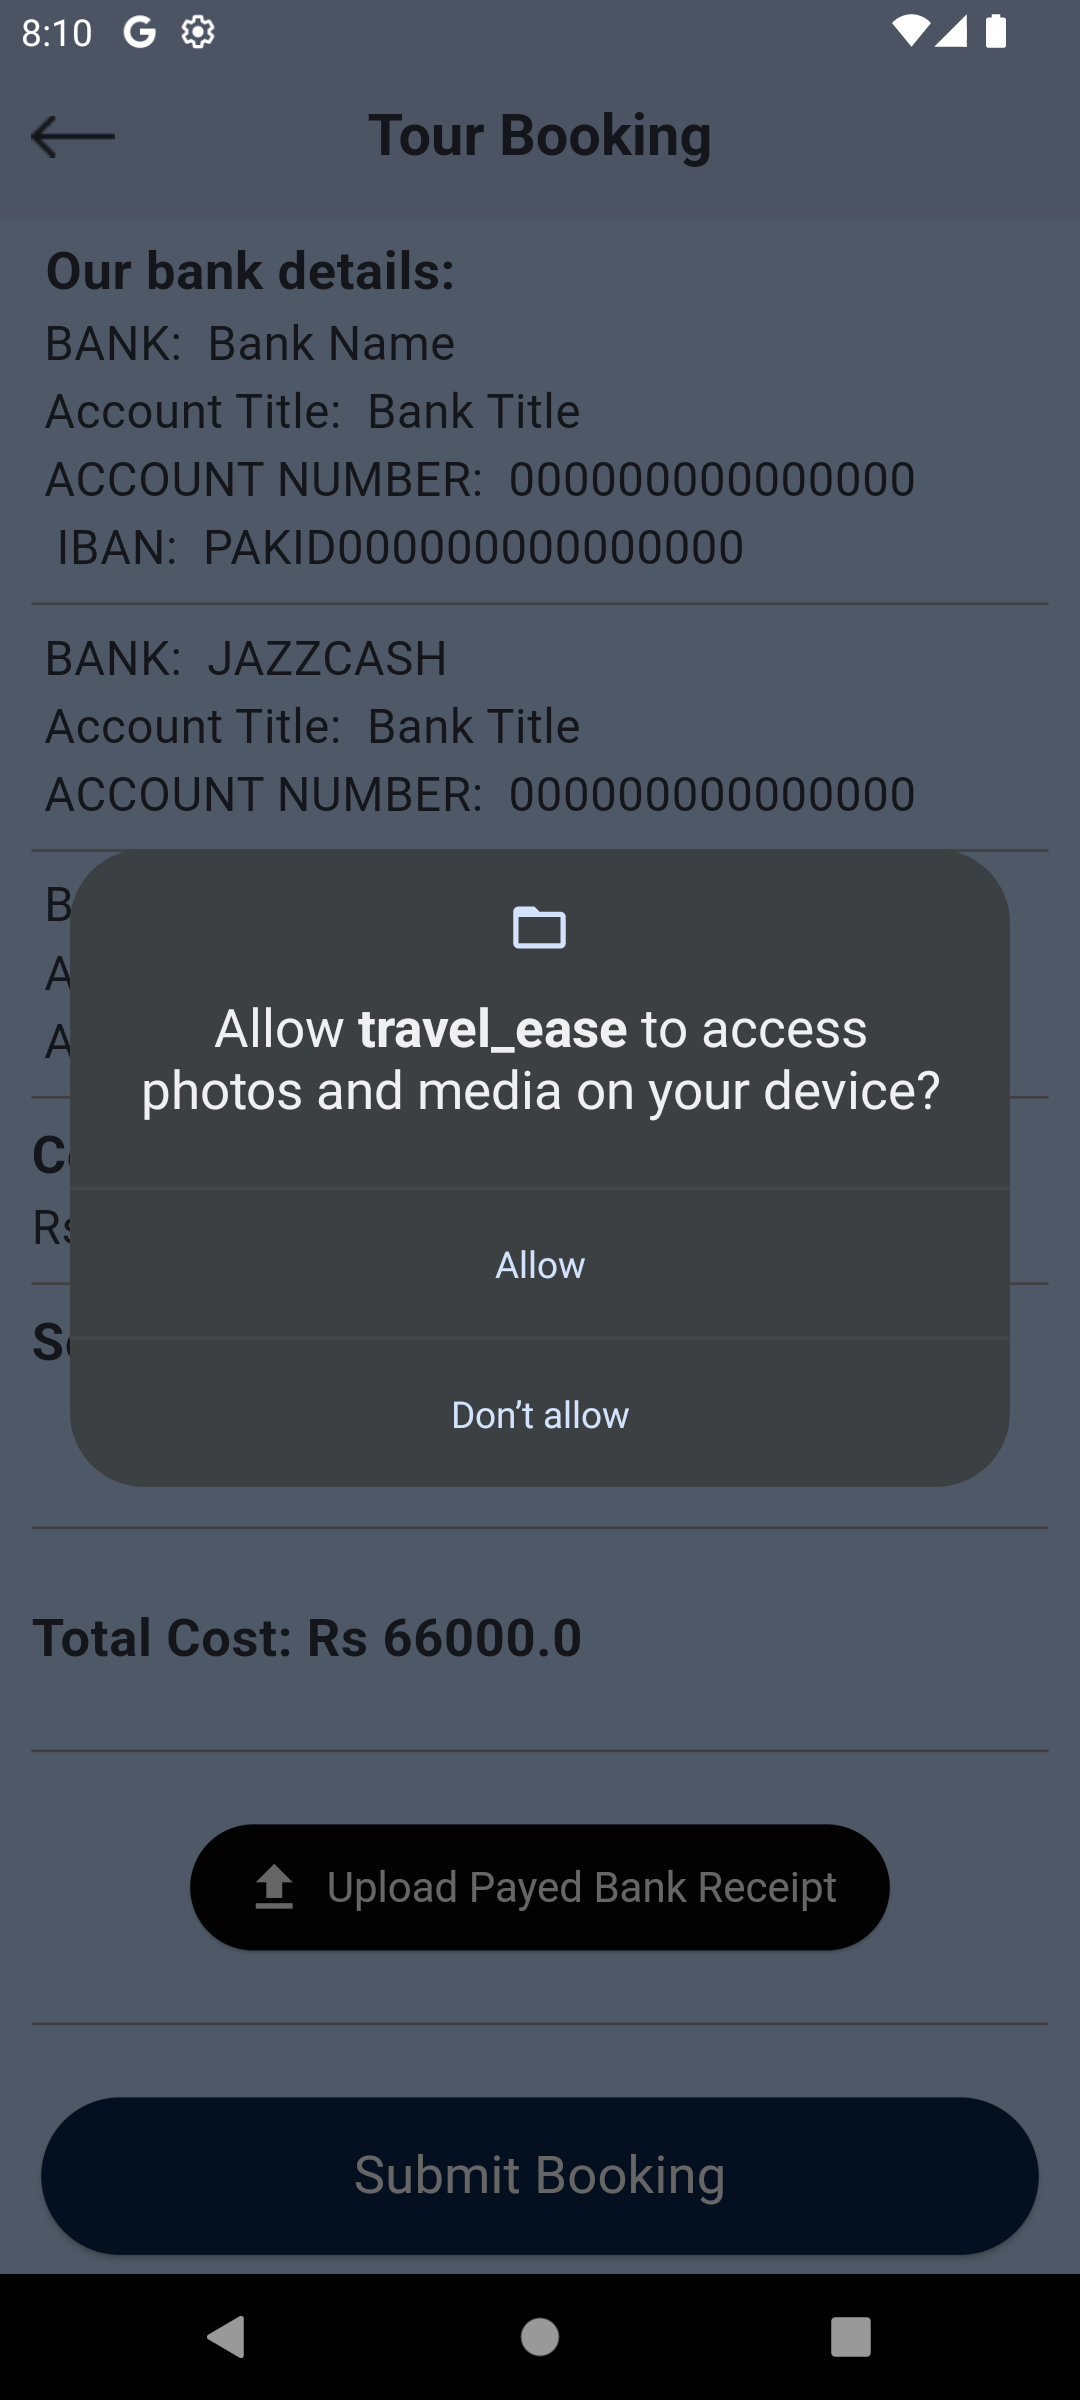 8:10
Tour Booking
Our bank details:
BANK: Bank Name
Account Title: Bank Title
ACCOUNT NUMBER: 000000000000000
IBAN: PAKID000000000000000
BANK: JAZZCASH
Account Title: Bank Title
ACCOUNT NUMBER: 000000000000000
Allow travel_ease to access
photos and media on your device?
Allow
Don’t allow
Total Cost: Rs 66000.0
Upload Payed Bank Receipt
Submit Booking